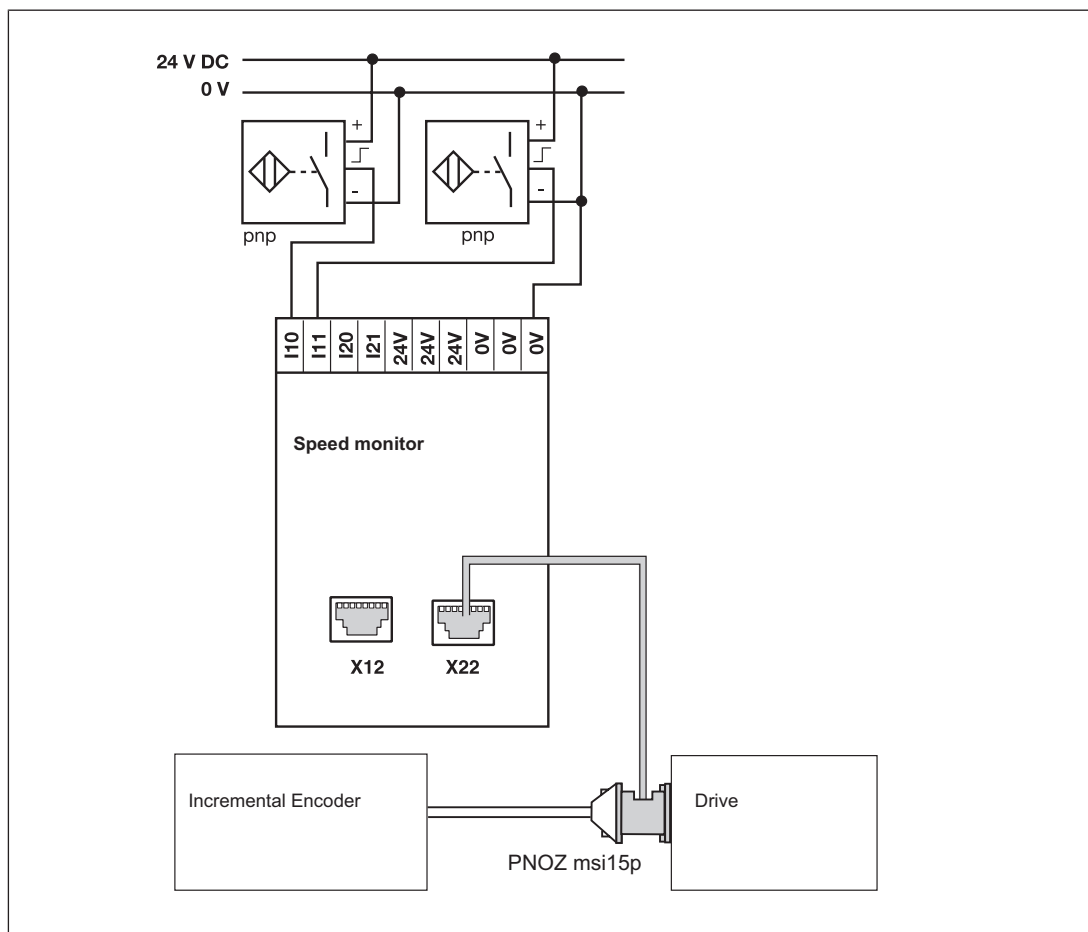 24 V DC
0 V
+
-
pnp
+
-
pnp
I10 I11 I20 I21 24V 24V 24V 0V 0V 0V
Speed monitor
X12 X22
Incremental Encoder
Drive
PNOZ msi15p